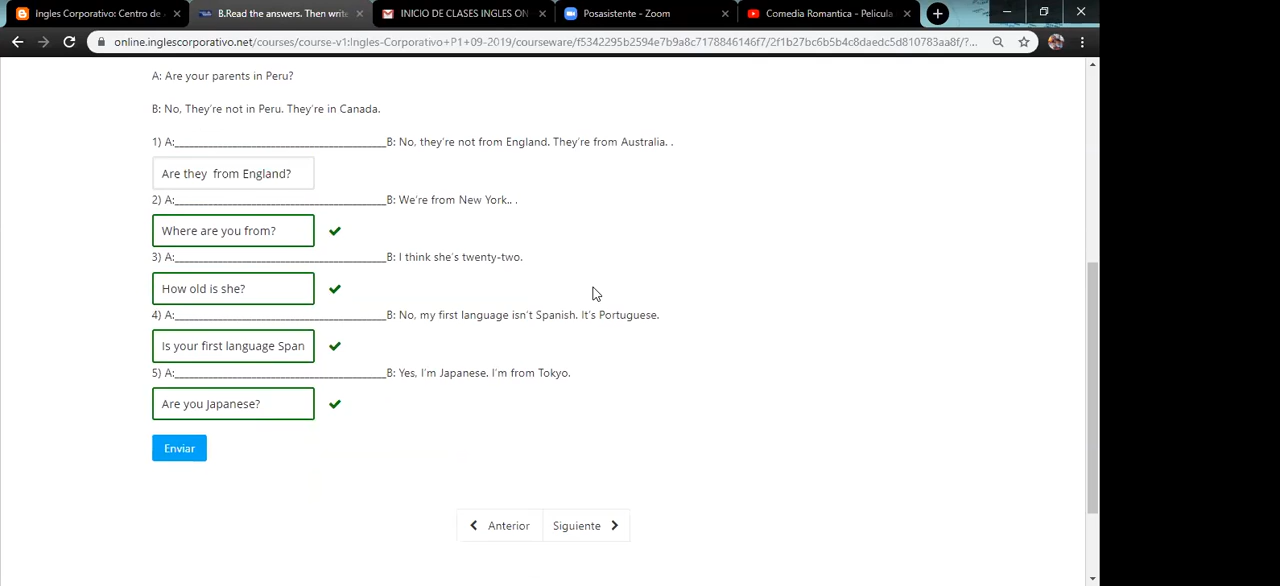 Ingles Corporativo: Centro de
B.Read the answers. Then write
INICIO DE CLASES INGLES ON
Posasistente - Zoom
Comedia Romantica - Pelicula
online.inglescorporativo.net/courses/course-v1:Ingles-Corporativo+P1+09-2019/courseware/f5342295b2594e7b9a8c7178846146f7/2f1b27bc6b5b4c8daedc5d810783aa8f/?...
A: Are your parents in Peru?
B: No, They're not in Peru. They're in Canada.
1) A:________________________________________B: No, they're not from England. They're from Australia. .
Are they  from England?
2) A:________________________________________B: We're from New York.. .
Where are you from?
3) A:________________________________________B: I think she's twenty-two.
How old is she?
4) A:________________________________________B: No, my first language isn't Spanish. It's Portuguese.
Is your first language Span
5) A:________________________________________B: Yes, I'm Japanese. I'm from Tokyo.
Are you Japanese?
Enviar
Anterior
Siguiente